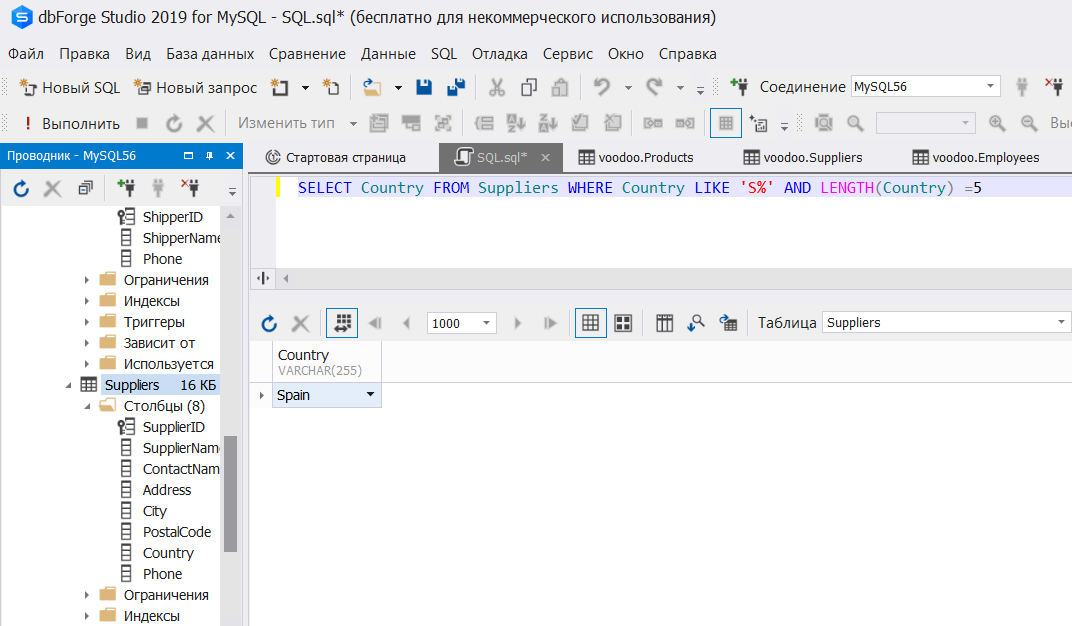 dbForge Studio 2019 for MySQL - SQL.sql* (бесплатно для некоммерческого использования)
Файл Правка Вид База данных Сравнение Данные SQL Отладка Сервис Окно Справка
Новый SQL Новый запрос Соединение MySQL56
! Выполнить Изменить тип Выс
Проводник - MySQL56
Стартовая страница SQL.sql* voodoo.Products voodoo.Suppliers voodoo.Employees
SELECT Country FROM Suppliers WHERE Country LIKE 'S%' AND LENGTH(Country) =5
ShipperID
ShipperName
Phone
Ограничения
Индексы
Триггеры
Зависит от
Используется
Suppliers 16 КБ
Столбцы (8)
SupplierID
SupplierNam
ContactNam
Address
City
PostalCode
Country
Phone
Ограничения
Индексы
1000 Таблица Suppliers
Country
VARCHAR(255)
Spain